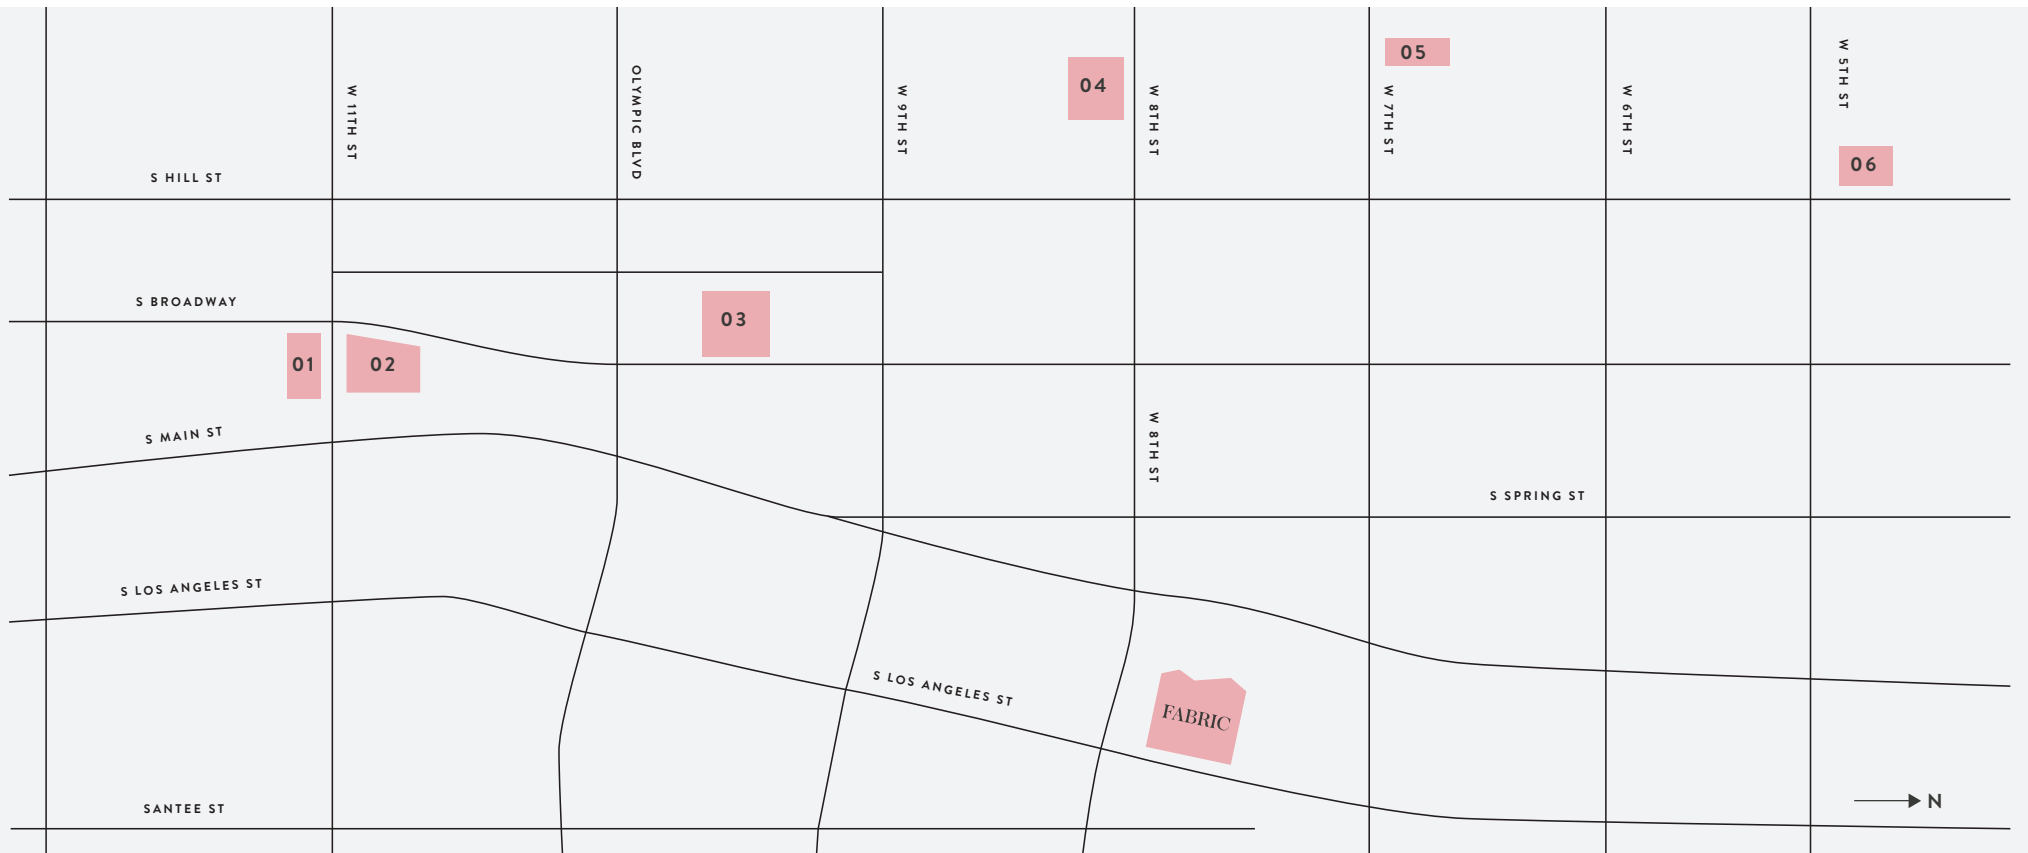 05
W 5TH ST
OLYMPIC BLVD
04
W 11TH ST
W 9TH ST
W 8TH ST
W 7TH ST
W 6TH ST
06
S HILL ST
S BROADWAY
03
01
02
S MAIN ST
W 8TH ST
S SPRING ST
S LOS ANGELES ST
S LOS ANGELES ST
FABRIC
SANTEE ST
N